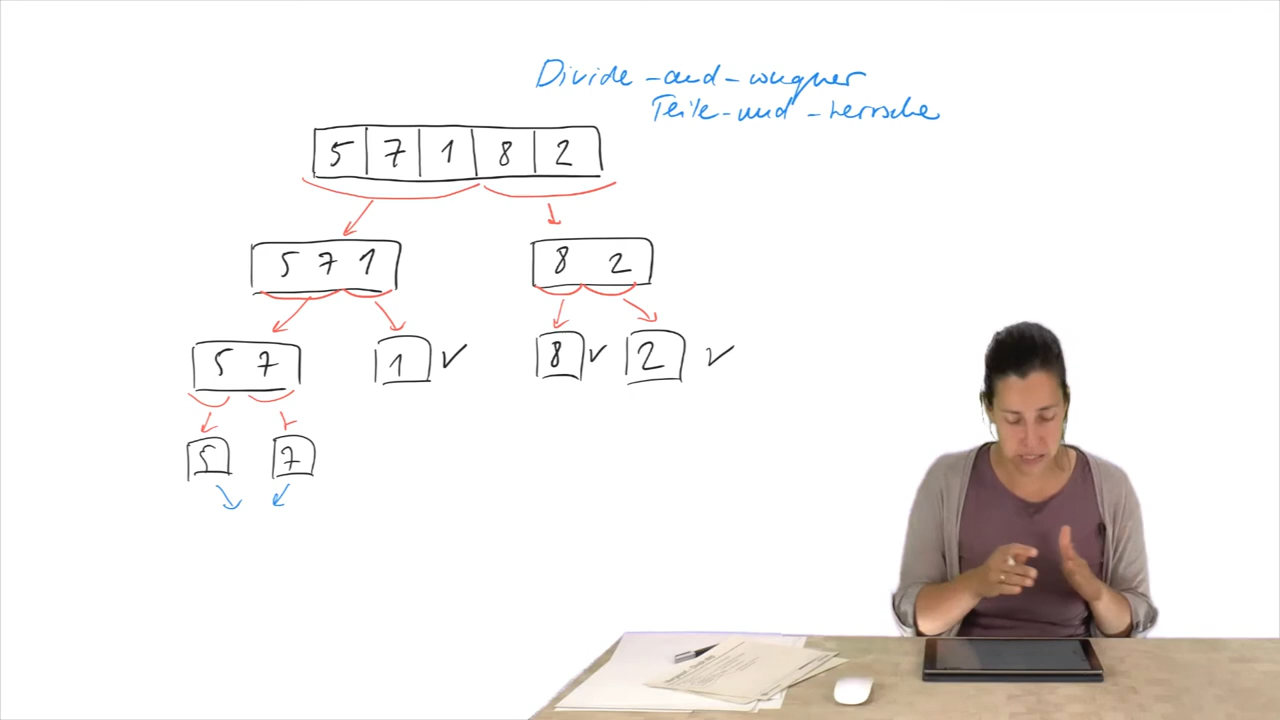 Divide-and-conquer
Teile-und-herrsche
5 7 1 8 2
5 7 1 8 2
5 7 1 8 2
5 7